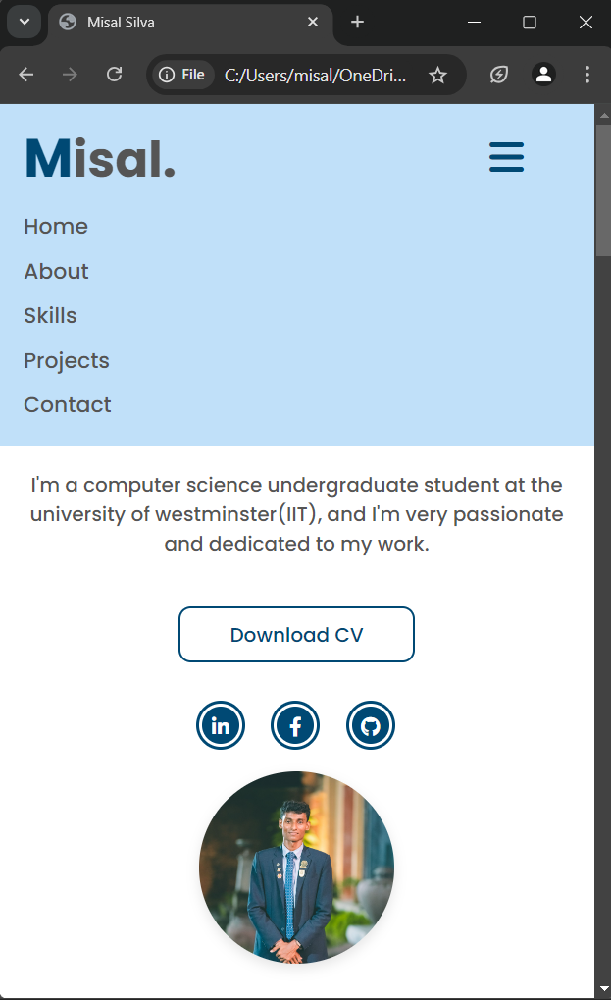 Misal Silva
File C:/Users/misal/OneDri...
Misal.
Home
About
Skills
Projects
Contact
I'm a computer science undergraduate student at the
university of westminster(IIT), and I'm very passionate
and dedicated to my work.
Download CV
in f